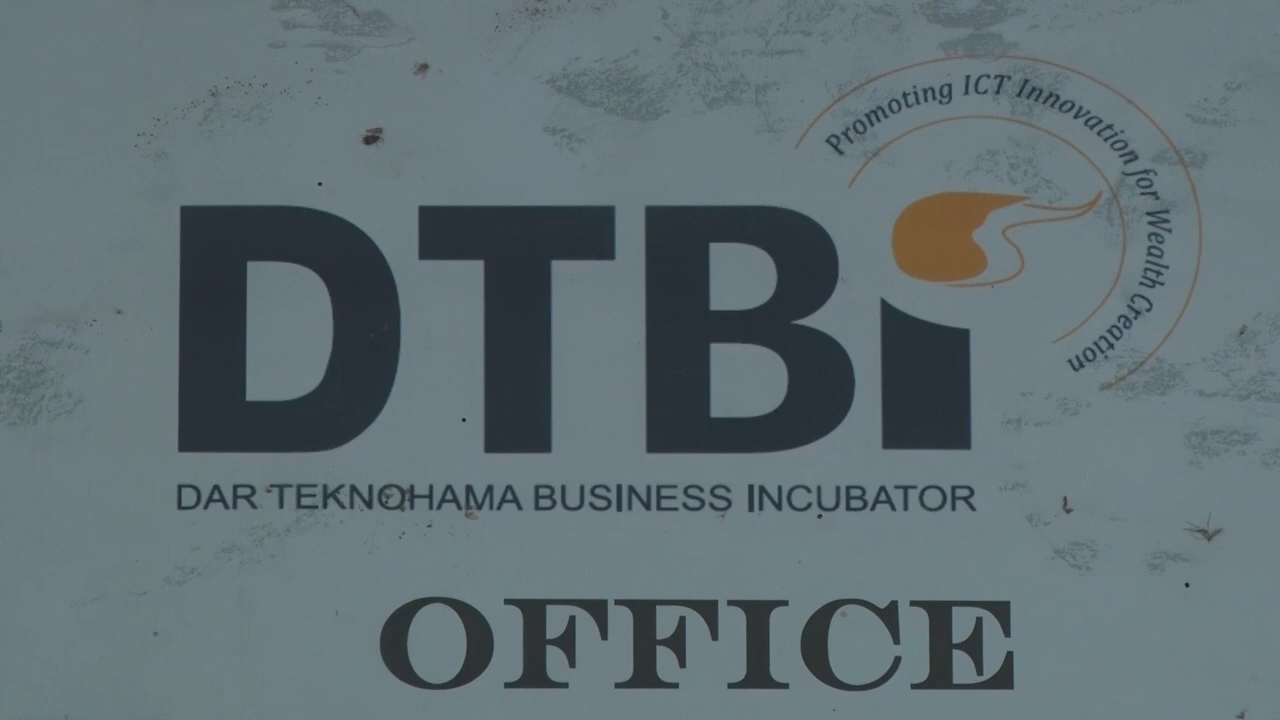 Promoting ICT Innovation for Wealth Creation
DTBi
DAR TEKNOHAMA BUSINESS INCUBATOR
OFFICE